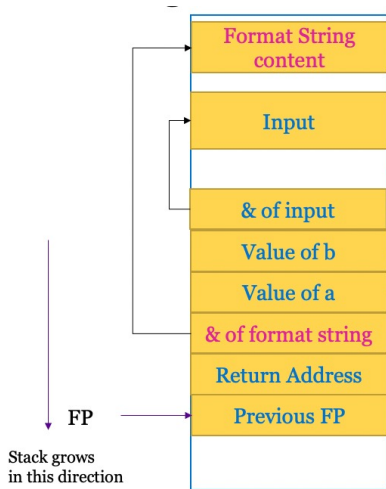 Format String
content
Input
& of input
Value of b
Value of a
& of format string
Return Address
FP
Previous FP
Stack grows
in this direction